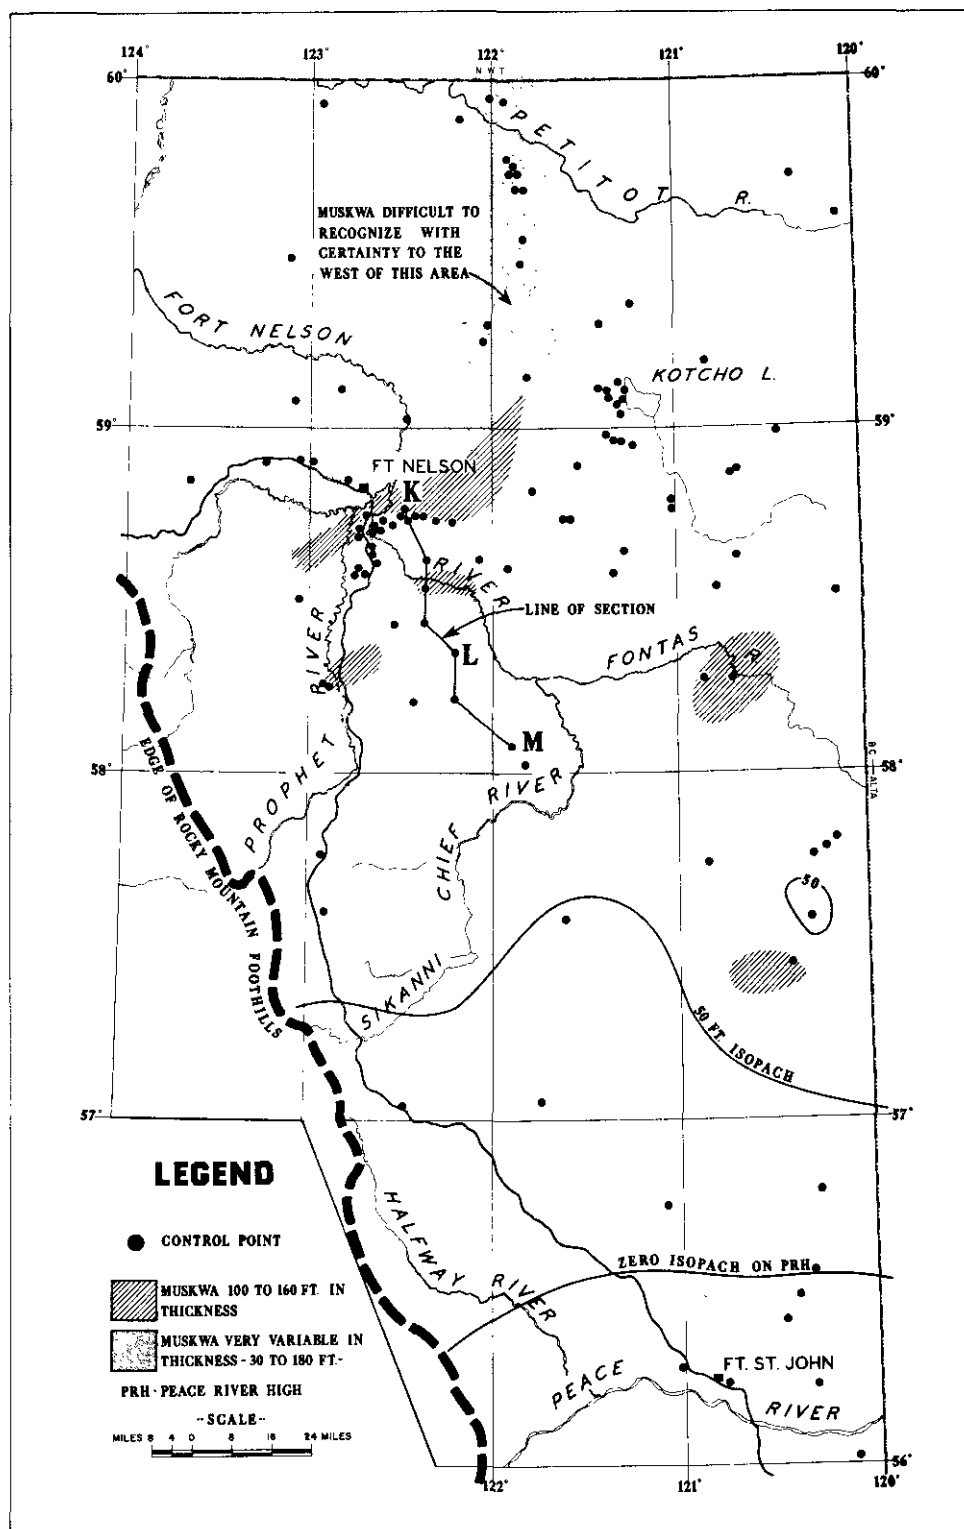 124°
123°
122°
121°
120°
N W T
60°
60°
PETITOT R.
MUSKWA DIFFICULT TO
RECOGNIZE WITH
CERTAINTY TO THE
WEST OF THIS AREA
FORT NELSON
KOTCHO L.
59°
59°
FT NELSON
K
RIVER
LINE OF SECTION
RIVER
L
FONTAS R.
M
58°
58°
B C
ALTA
EDGE OF ROCKY MOUNTAIN FOOTHILLS
PROPHET
RIVER
CHIEF
50
SIKANNI
50 FT. ISOPACH
57°
57°
LEGEND
CONTROL POINT
MUSKWA 100 TO 160 FT. IN
THICKNESS
MUSKWA VERY VARIABLE IN
THICKNESS - 30 TO 180 FT.-
PRH - PEACE RIVER HIGH
--SCALE--
MILES 8 4 0 8 16 24 MILES
HALFWAY RIVER
ZERO ISOPACH ON PRH
FT. ST. JOHN
PEACE
RIVER
56°
122°
121°
120°